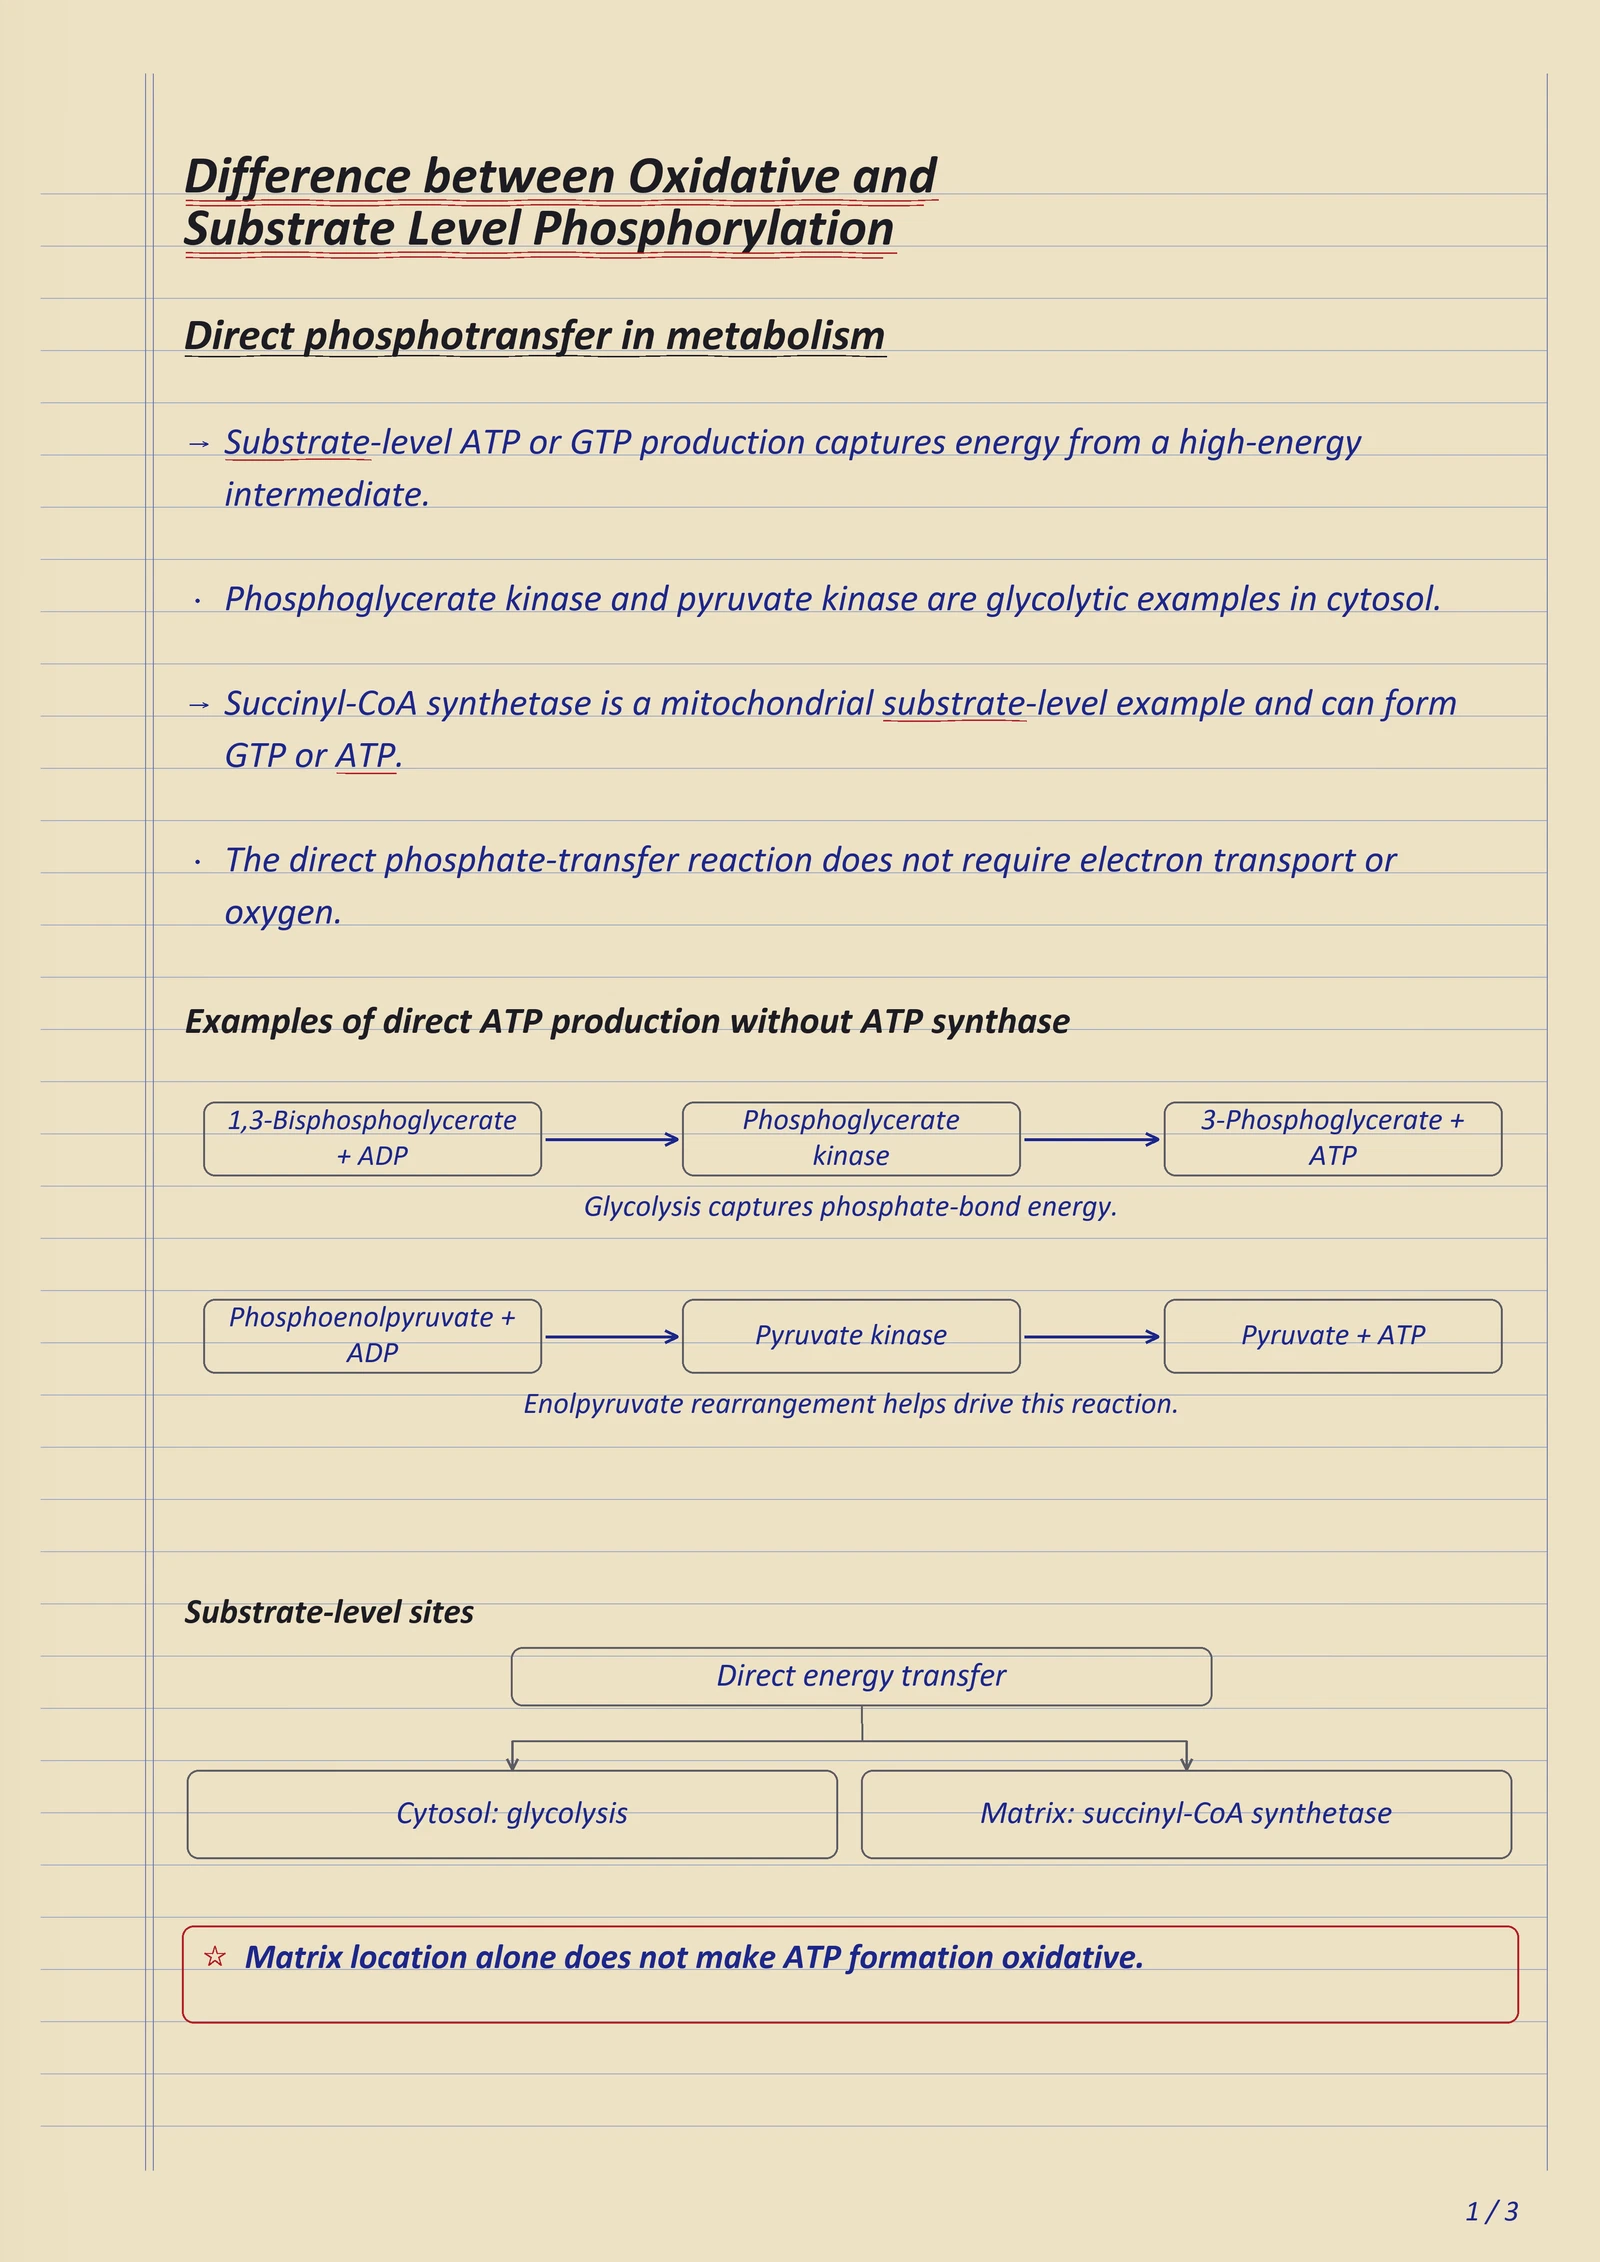 Difference between Oxidative and
Substrate Level Phosphorylation
Direct phosphotransfer in metabolism
→ Substrate-level ATP or GTP production captures energy from a high-energy
intermediate.
· Phosphoglycerate kinase and pyruvate kinase are glycolytic examples in cytosol.
→ Succinyl-CoA synthetase is a mitochondrial substrate-level example and can form
GTP or ATP.
· The direct phosphate-transfer reaction does not require electron transport or
oxygen.
Examples of direct ATP production without ATP synthase
1,3-Bisphosphoglycerate
+ ADP
Phosphoglycerate
kinase
3-Phosphoglycerate +
ATP
Glycolysis captures phosphate-bond energy.
Phosphoenolpyruvate +
ADP
Pyruvate kinase
Pyruvate + ATP
Enolpyruvate rearrangement helps drive this reaction.
Substrate-level sites
Direct energy transfer
Cytosol: glycolysis
Matrix: succinyl-CoA synthetase
☆ Matrix location alone does not make ATP formation oxidative.
1 / 3